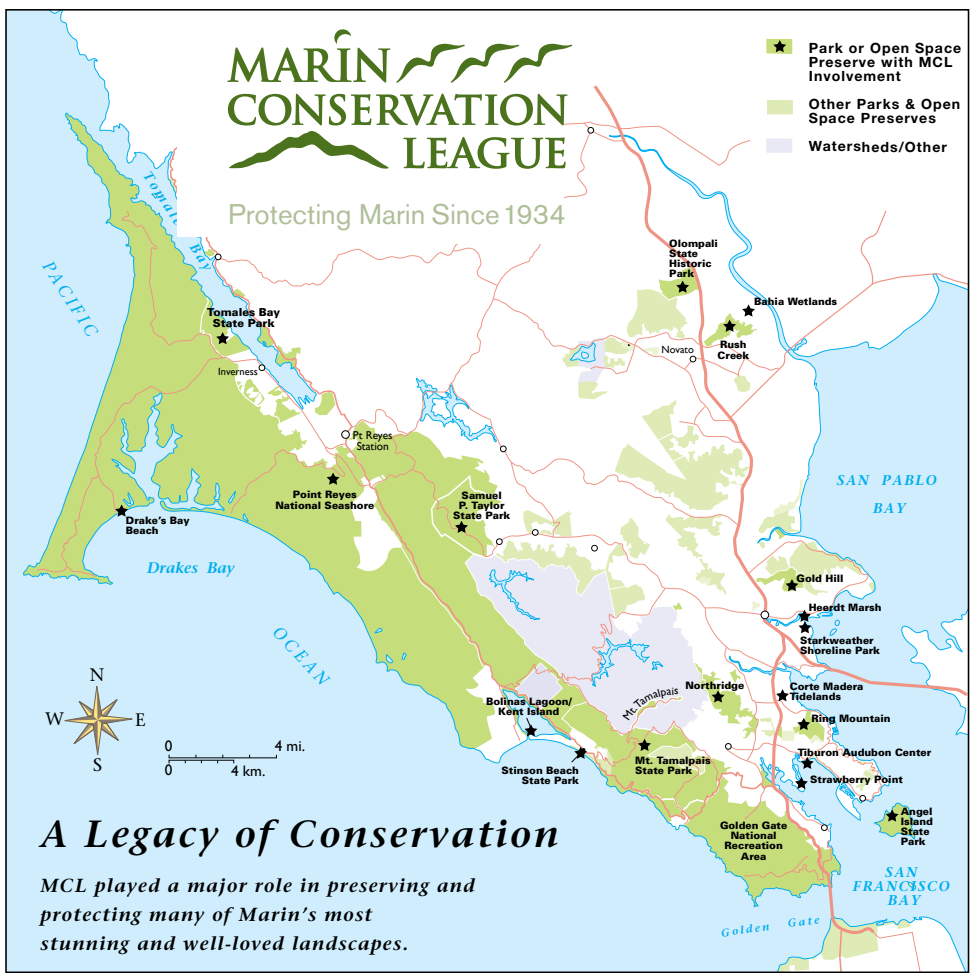 MARIN
CONSERVATION
LEAGUE
Protecting Marin Since 1934
Park or Open Space
Preserve with MCL
Involvement
Other Parks & Open
Space Preserves
Watersheds/Other
Bay
PACIFIC
Olompali
State
Historic
Park
Bahia Wetlands
Rush
Creek
Novato
Tomales Bay
State Park
Inverness
Pt Reyes
Station
Point Reyes
National Seashore
Samuel
P. Taylor
State Park
Drake's Bay
Beach
Drakes Bay
OCEAN
SAN PABLO
BAY
Gold Hill
Heerdt Marsh
Starkweather
Shoreline Park
Northridge
Corte Madera
Tidelands
Mt. Tamalpais
Ring Mountain
Bolinas Lagoon/
Kent Island
Stinson Beach
State Park
Mt. Tamalpais
State Park
Tiburon Audubon Center
Strawberry Point
Angel
Island
State
Park
Golden Gate
National
Recreation
Area
SAN
FRANCISCO
BAY
Golden Gate
N
W
E
S
0
4 mi.
0
4 km.
A Legacy of Conservation
MCL played a major role in preserving and
protecting many of Marin's most
stunning and well-loved landscapes.